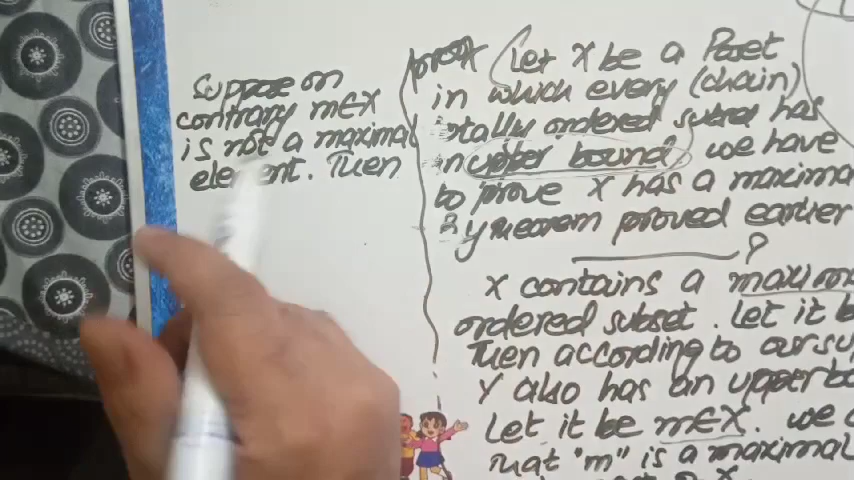 Suppose on
contrary m∈X
is not a maximal
element. Then
proof Let X be a Poset
in which every (chain)
totally ordered subset has
an upper bound, we have
to prove X has a maxima
By theorem proved earlier
X contains a maxim
ordered subset. Let it b
Then according to our su
Y also has an upper bo
Let it be m∈X. we c
that "m" is a maximal